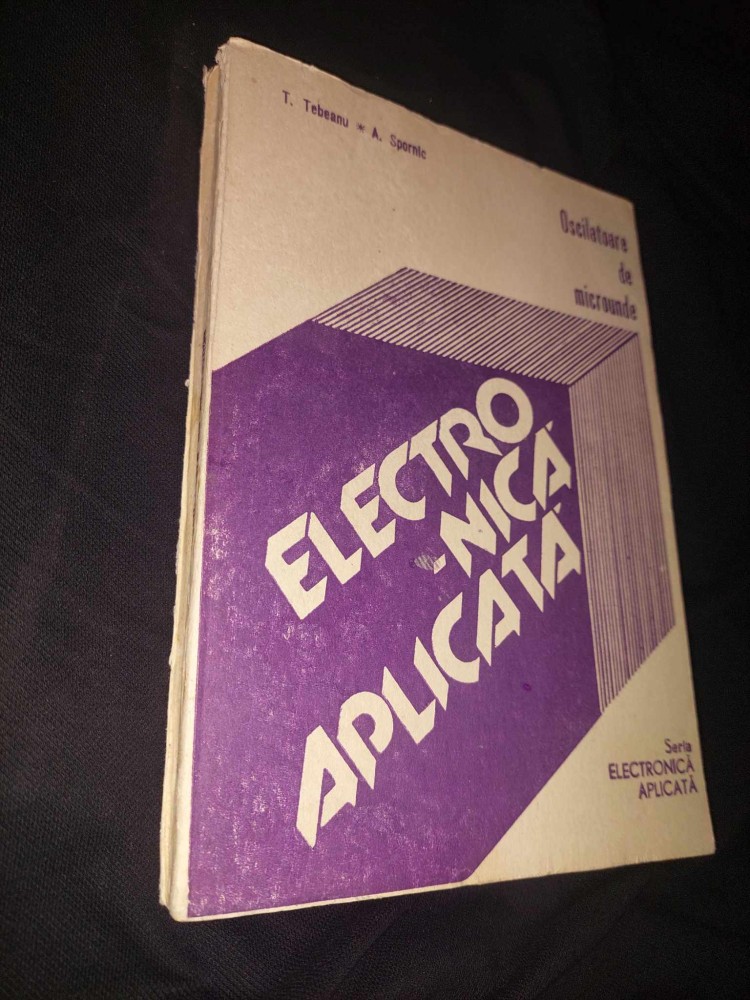 T. Tebeanu * A. Spornic
Oscilatoare
de
microunde
ELECTRO
-NICĂ
APLICATĂ
Seria
ELECTRONICĂ
APLICATĂ